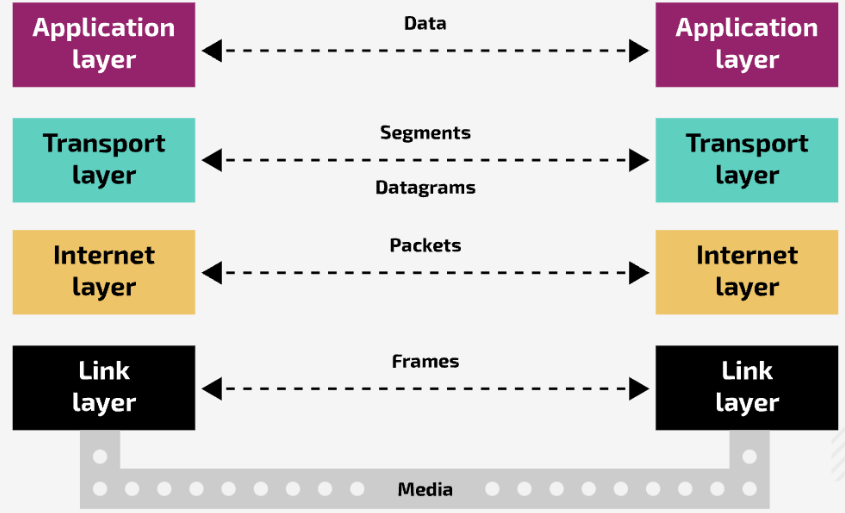 Application
layer
Data
Application
layer
Transport
layer
Segments
Datagrams
Transport
layer
Internet
layer
Packets
Internet
layer
Link
layer
Frames
Link
layer
Media